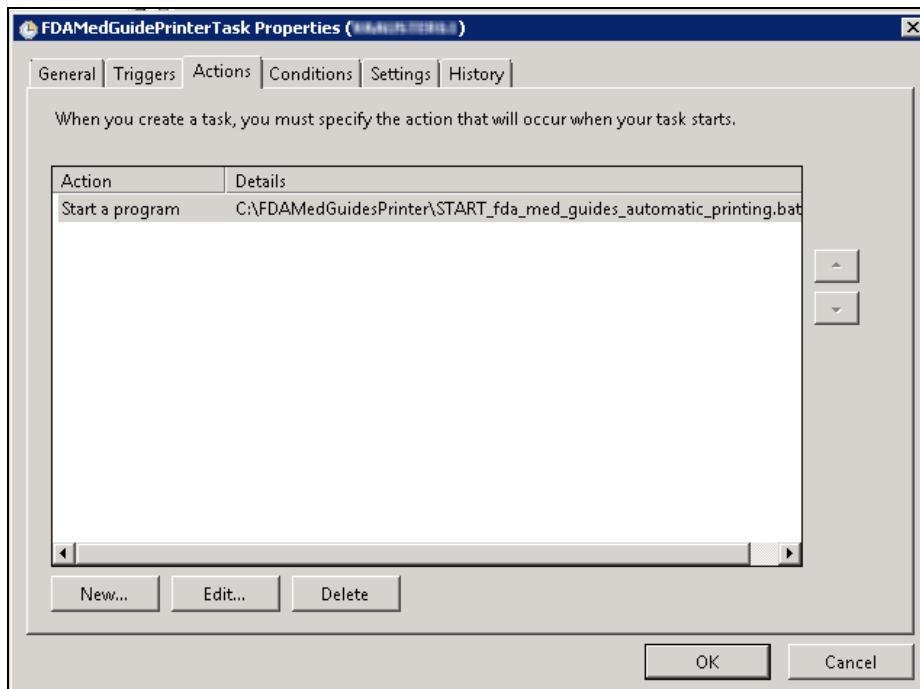 FDAMedGuidePrinterTask Properties ( )
General Triggers Actions Conditions Settings History
When you create a task, you must specify the action that will occur when your task starts.
Action Details
Start a program C:\FDAMedGuidesPrinter\START_fda_med_guides_automatic_printing.bat
New... Edit... Delete
OK Cancel